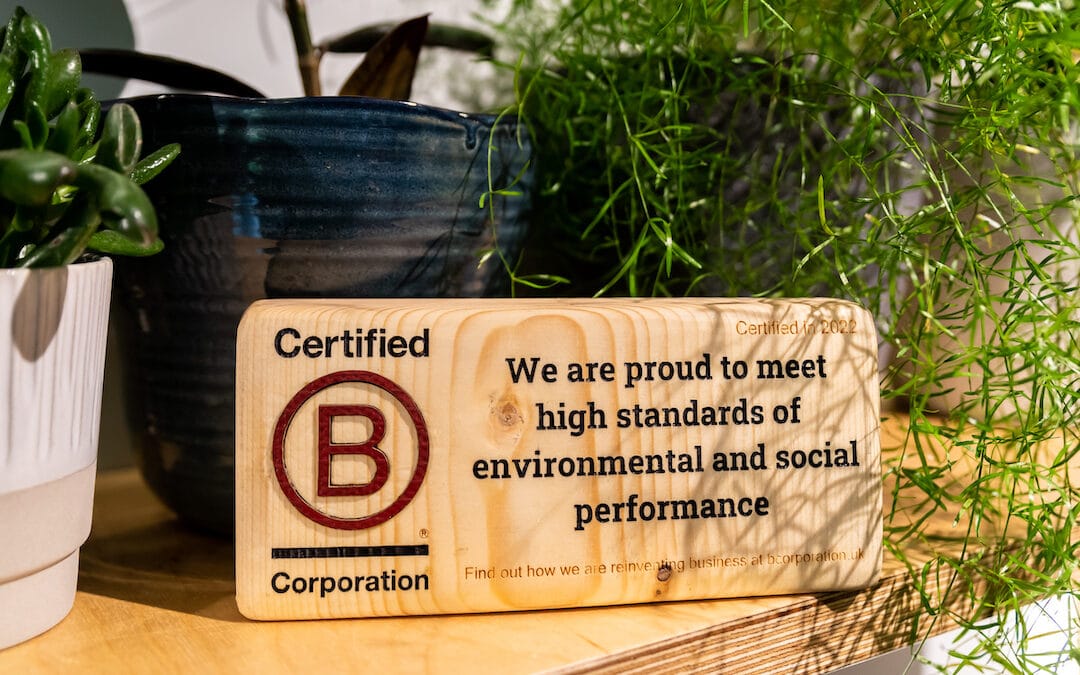 Certified
B
®
Corporation
Certified in 2022
We are proud to meet
high standards of
environmental and social
performance
Find out how we are reinventing business at bcorporation.uk